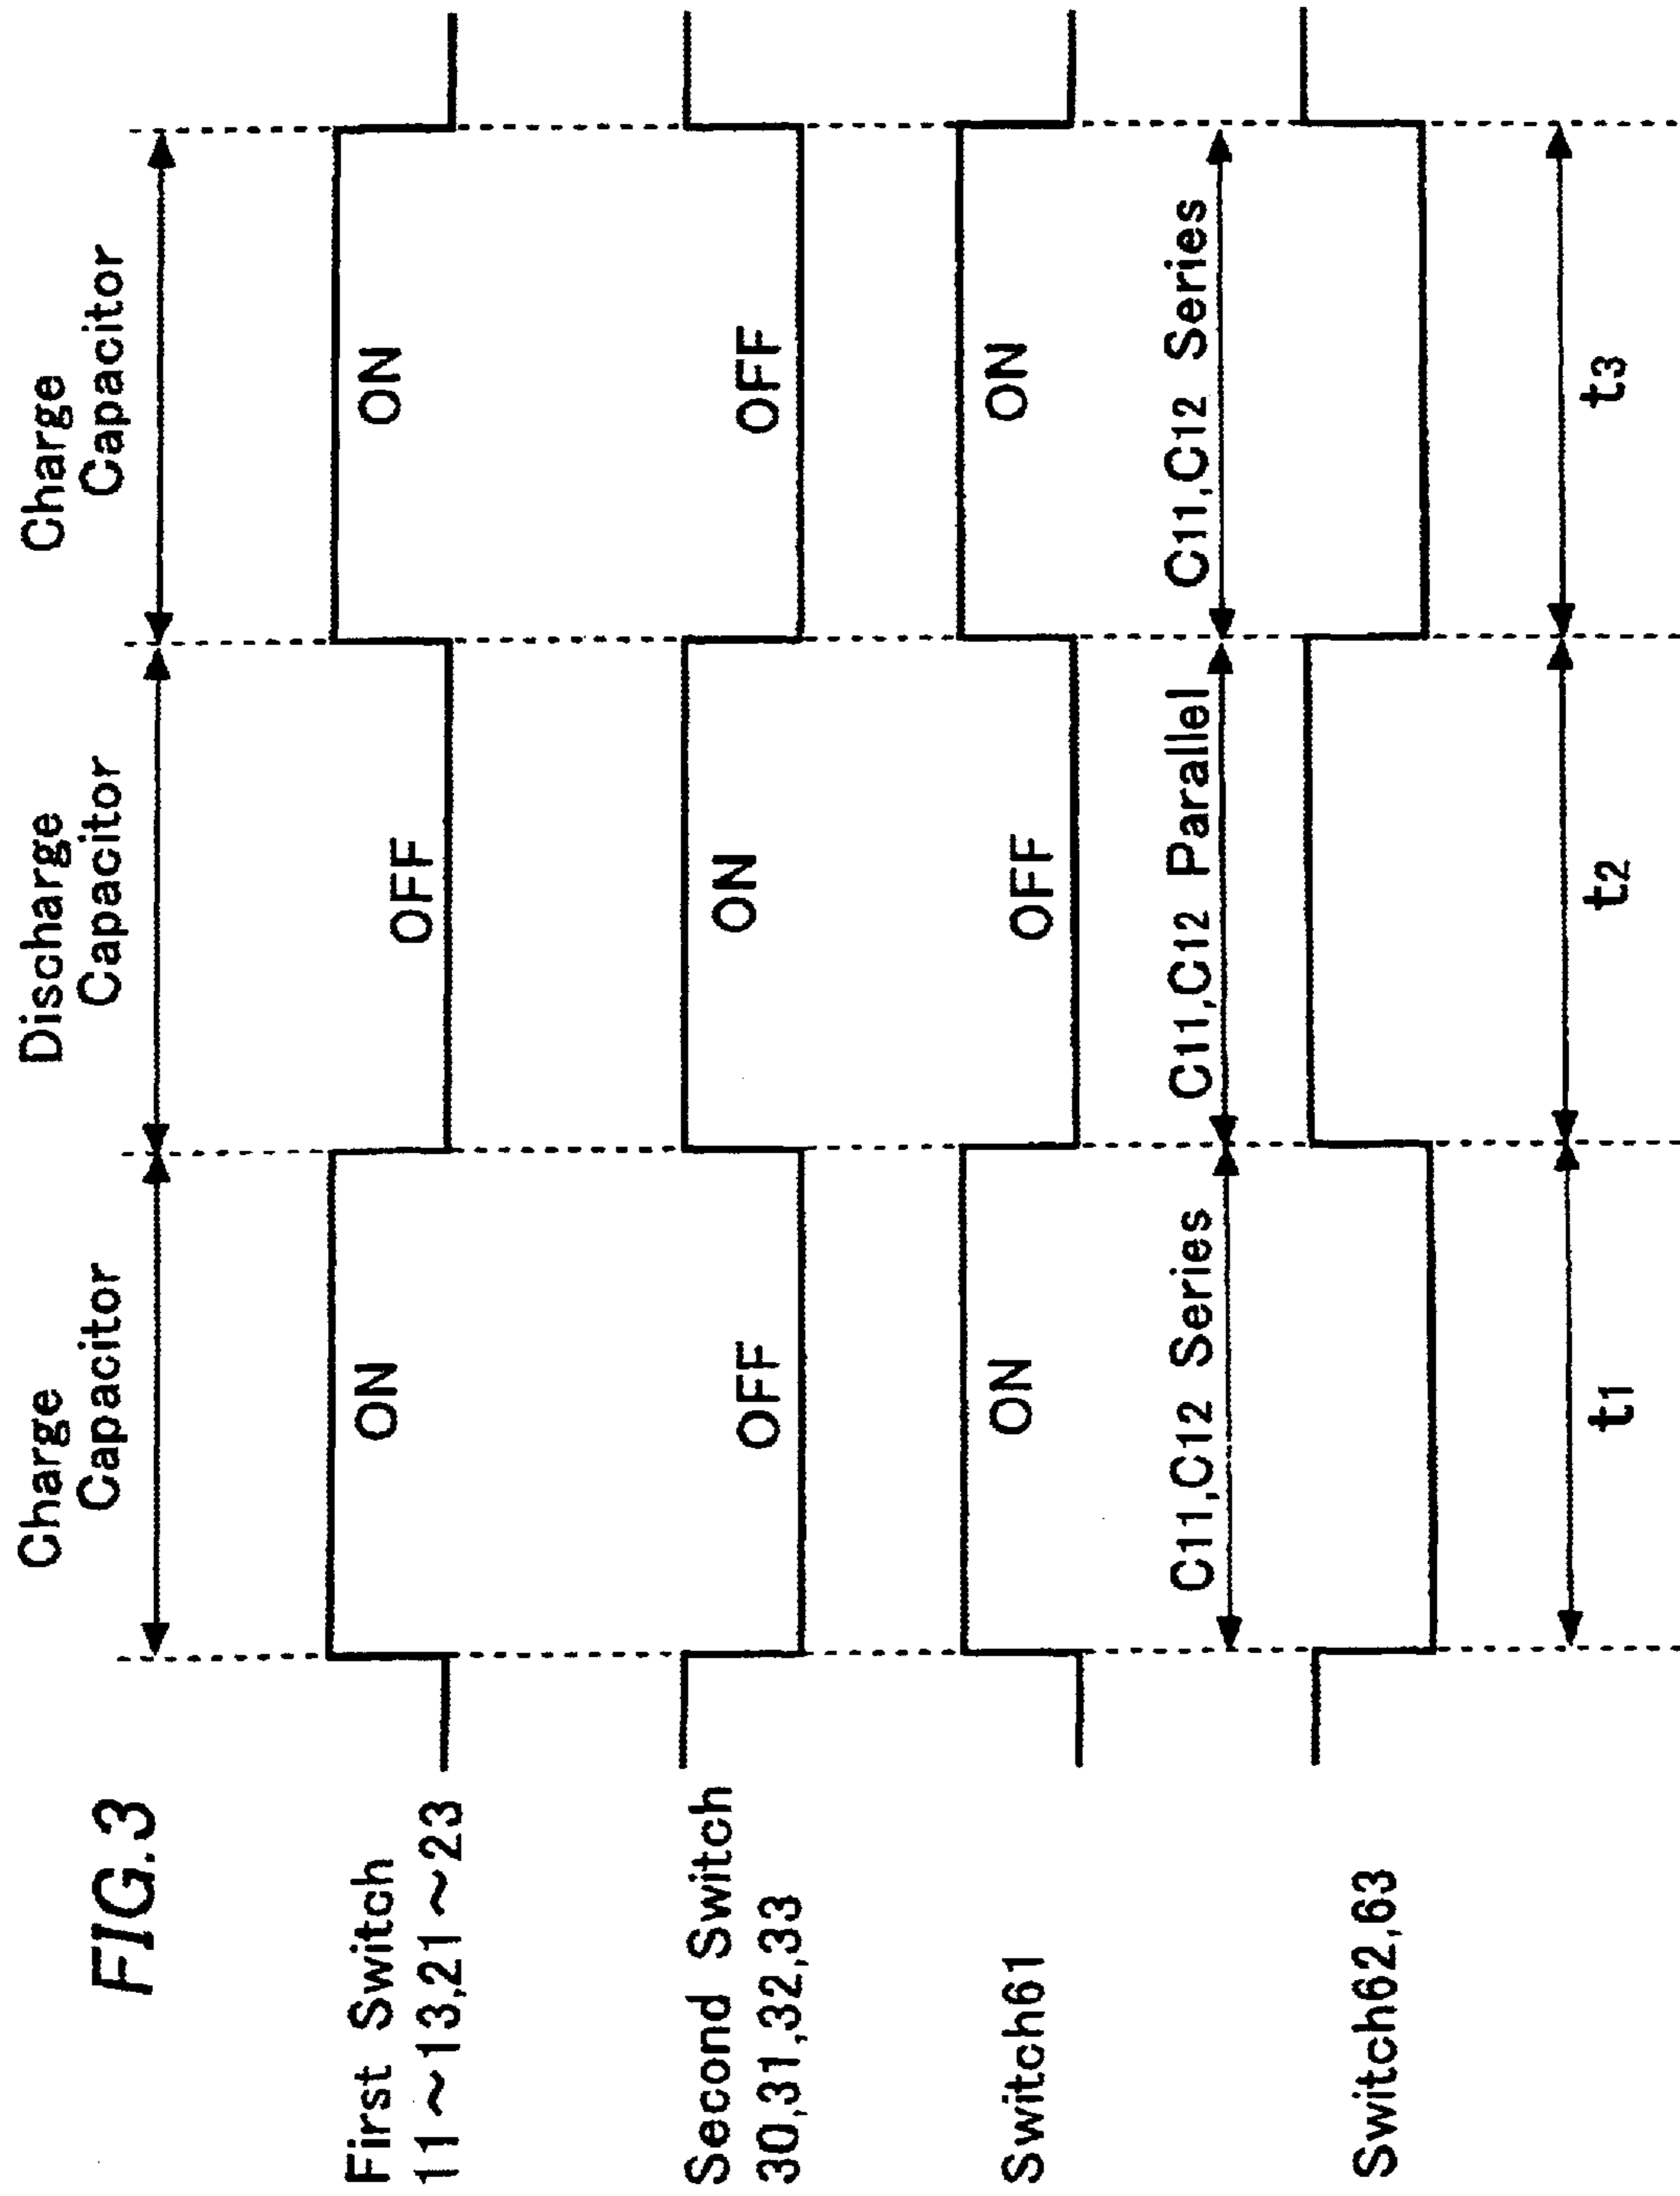 FIG.3
Charge
Capacitor
Discharge
Capacitor
Charge
Capacitor
First Switch
11~13,21~23
ON
OFF
ON
Second Switch
30,31,32,33
OFF
ON
OFF
Switch61
ON
OFF
ON
C11,C12 Series
C11,C12 Parallel
C11,C12 Series
Switch62,63
t1
t2
t3